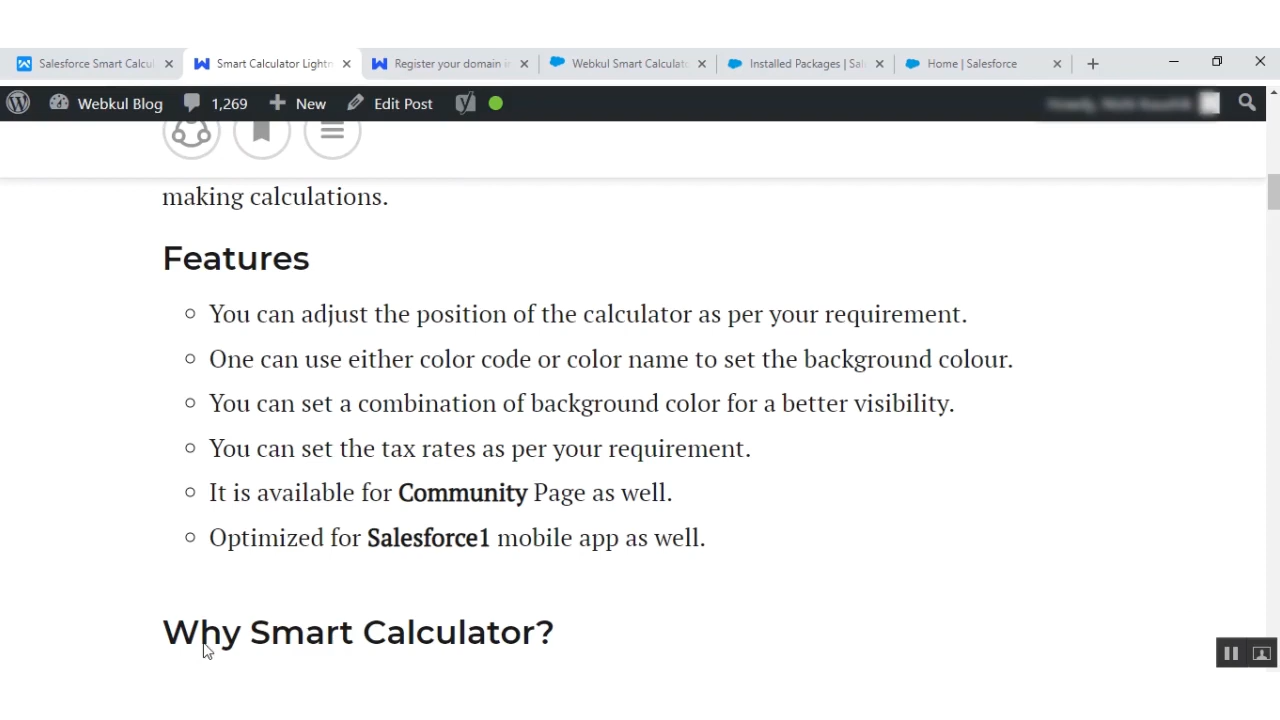 Salesforce Smart Calcul
Smart Calculator Lightn
Register your domain in
Webkul Smart Calculato
Installed Packages | Sal
Home | Salesforce
Webkul Blog
1,269
New
Edit Post
making calculations.
Features
You can adjust the position of the calculator as per your requirement.
One can use either color code or color name to set the background colour.
You can set a combination of background color for a better visibility.
You can set the tax rates as per your requirement.
It is available for Community Page as well.
Optimized for Salesforce1 mobile app as well.
Why Smart Calculator?